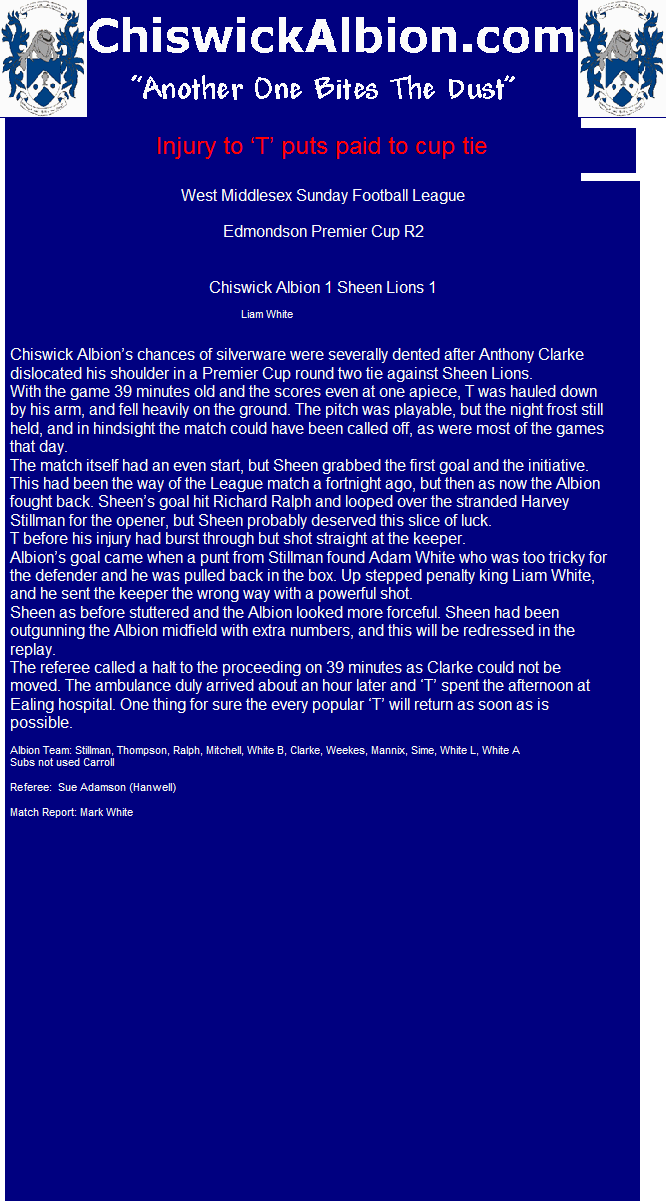 ChiswickAlbion.com
"Another One Bites The Dust"
Injury to ‘T’ puts paid to cup tie
West Middlesex Sunday Football League
Edmondson Premier Cup R2
Chiswick Albion 1 Sheen Lions 1
Liam White
Chiswick Albion’s chances of silverware were severally dented after Anthony Clarke
dislocated his shoulder in a Premier Cup round two tie against Sheen Lions.
With the game 39 minutes old and the scores even at one apiece, T was hauled down
by his arm, and fell heavily on the ground. The pitch was playable, but the night frost still
held, and in hindsight the match could have been called off, as were most of the games
that day.
The match itself had an even start, but Sheen grabbed the first goal and the initiative.
This had been the way of the League match a fortnight ago, but then as now the Albion
fought back. Sheen’s goal hit Richard Ralph and looped over the stranded Harvey
Stillman for the opener, but Sheen probably deserved this slice of luck.
T before his injury had burst through but shot straight at the keeper.
Albion’s goal came when a punt from Stillman found Adam White who was too tricky for
the defender and he was pulled back in the box. Up stepped penalty king Liam White,
and he sent the keeper the wrong way with a powerful shot.
Sheen as before stuttered and the Albion looked more forceful. Sheen had been
outgunning the Albion midfield with extra numbers, and this will be redressed in the
replay.
The referee called a halt to the proceeding on 39 minutes as Clarke could not be
moved. The ambulance duly arrived about an hour later and ‘T’ spent the afternoon at
Ealing hospital. One thing for sure the every popular ‘T’ will return as soon as is
possible.
Albion Team: Stillman, Thompson, Ralph, Mitchell, White B, Clarke, Weekes, Mannix, Sime, White L, White A
Subs not used Carroll
Referee:  Sue Adamson (Hanwell)
Match Report: Mark White